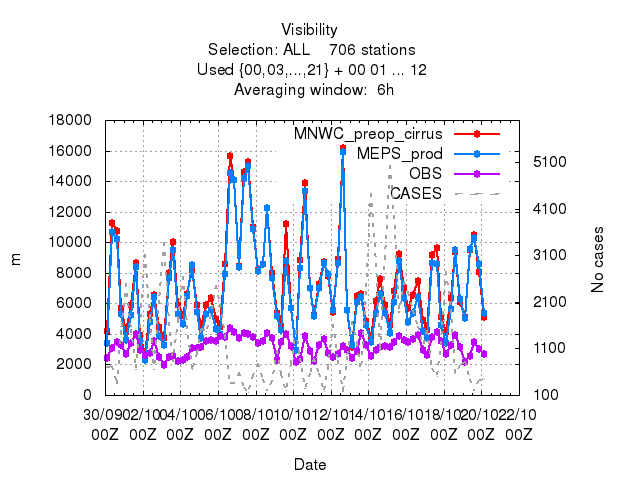 Visibility
Selection: ALL    706 stations
Used {00,03,...,21} + 00 01 ... 12
Averaging window:  6h
18000
16000
14000
12000
10000
8000
6000
4000
2000
0
m
MNWC_preop_cirrus
MEPS_prod
OBS
CASES
5100
4100
3100
2100
1100
100
No cases
30/09 02/10 04/10 06/10 08/10 10/10 12/10 14/10 16/10 18/10 20/10 22/10
00Z 00Z 00Z 00Z 00Z 00Z 00Z 00Z 00Z 00Z 00Z 00Z
Date